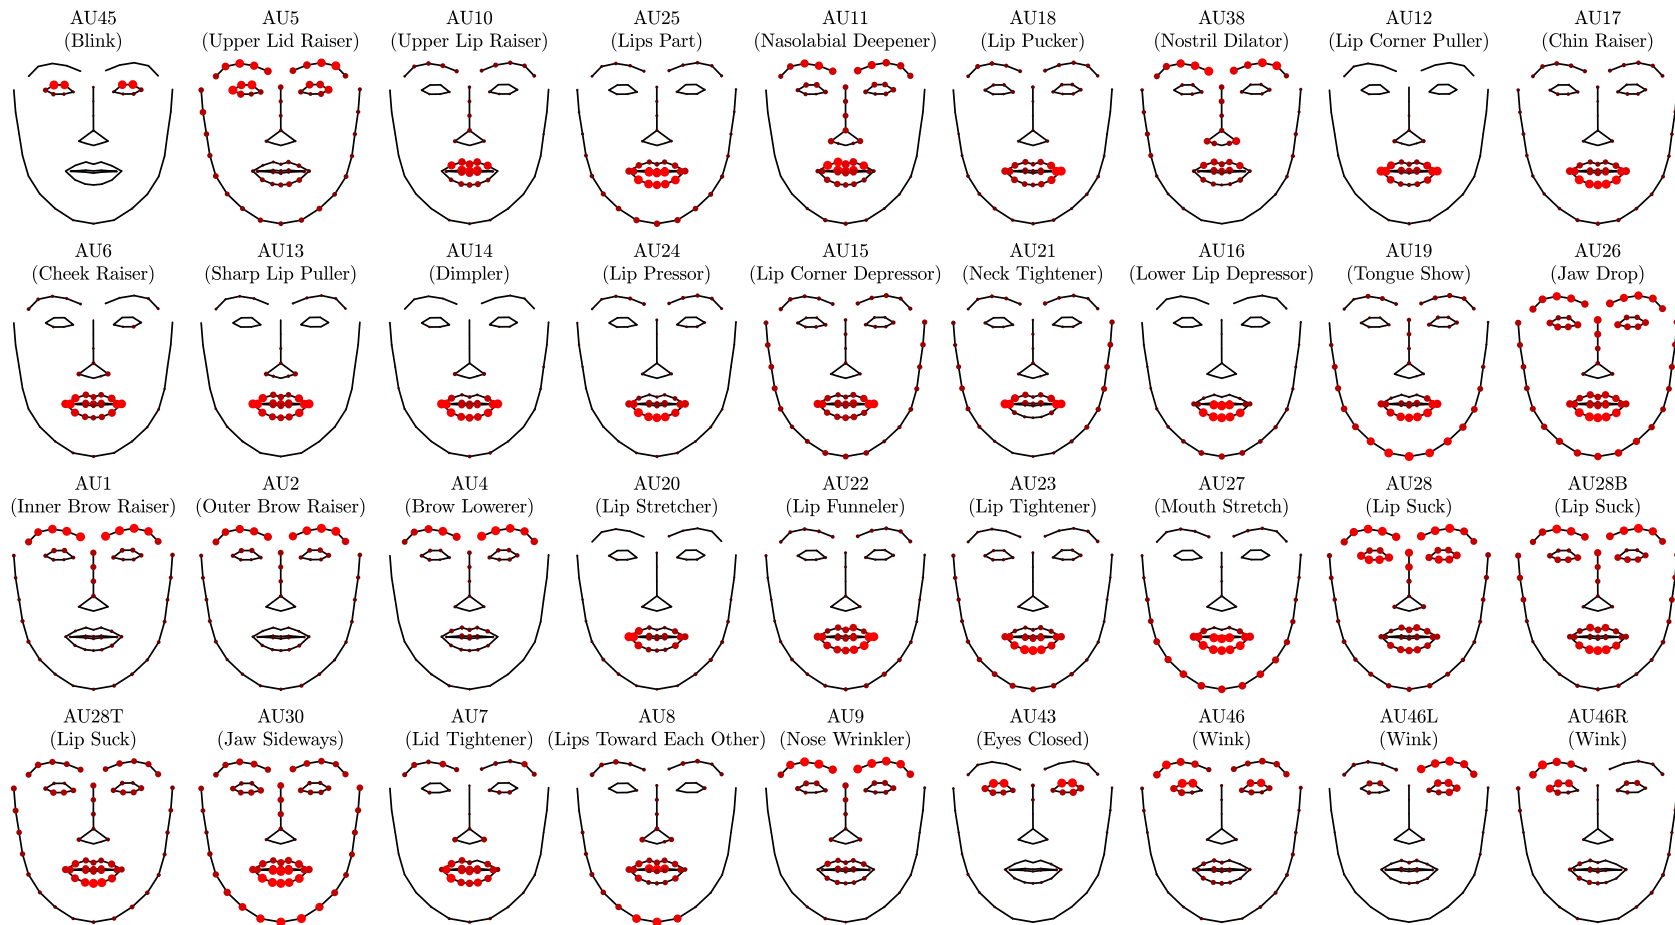 AU45
(Blink)
AU5
(Upper Lid Raiser)
AU10
(Upper Lip Raiser)
AU25
(Lips Part)
AU11
(Nasolabial Deepener)
AU18
(Lip Pucker)
AU38
(Nostril Dilator)
AU12
(Lip Corner Puller)
AU17
(Chin Raiser)
AU6
(Cheek Raiser)
AU13
(Sharp Lip Puller)
AU14
(Dimpler)
AU24
(Lip Pressor)
AU15
(Lip Corner Depressor)
AU21
(Neck Tightener)
AU16
(Lower Lip Depressor)
AU19
(Tongue Show)
AU26
(Jaw Drop)
AU1
(Inner Brow Raiser)
AU2
(Outer Brow Raiser)
AU4
(Brow Lowerer)
AU20
(Lip Stretcher)
AU22
(Lip Funneler)
AU23
(Lip Tightener)
AU27
(Mouth Stretch)
AU28
(Lip Suck)
AU28B
(Lip Suck)
AU28T
(Lip Suck)
AU30
(Jaw Sideways)
AU7
(Lid Tightener)
AU8
(Lips Toward Each Other)
AU9
(Nose Wrinkler)
AU43
(Eyes Closed)
AU46
(Wink)
AU46L
(Wink)
AU46R
(Wink)